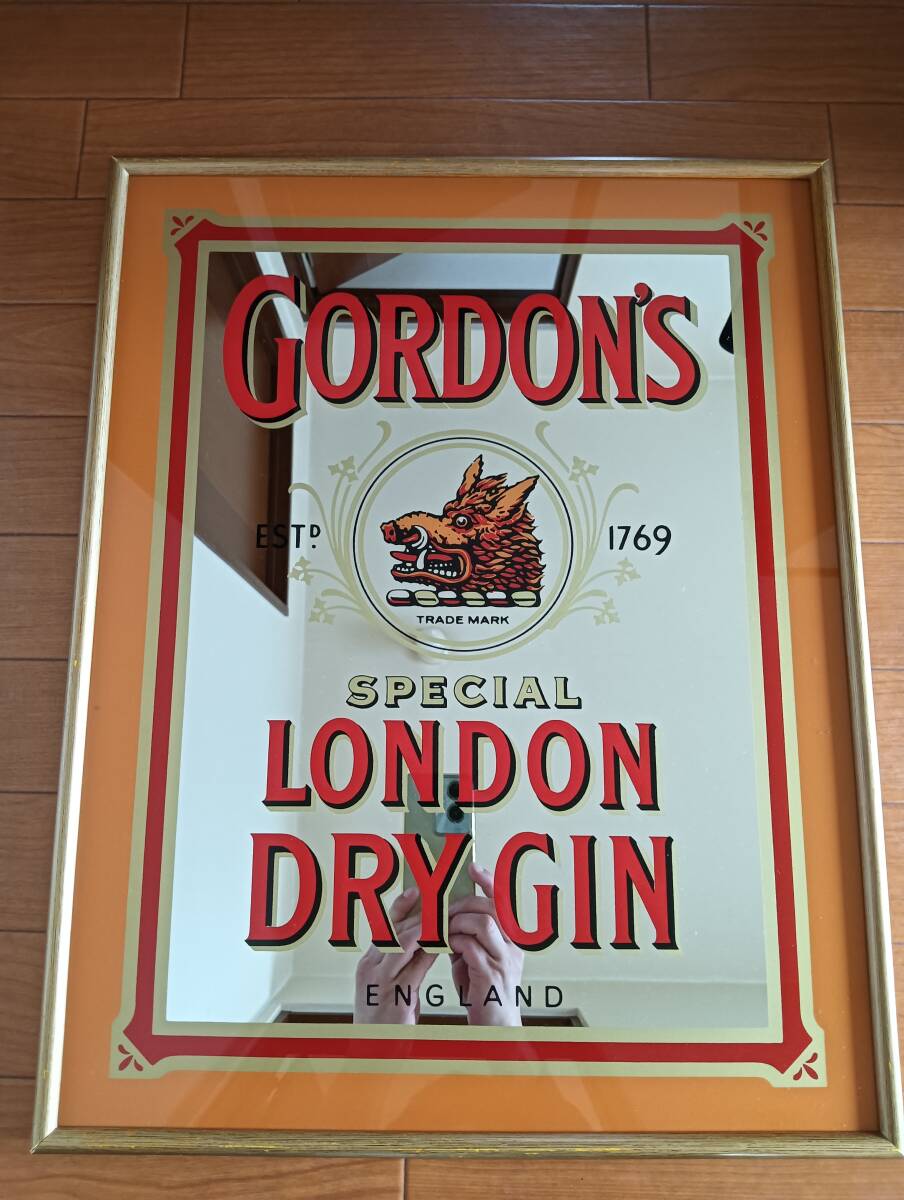 GORDON'S
ESTD 1769
TRADE MARK
SPECIAL
LONDON
DRY GIN
ENGLAND